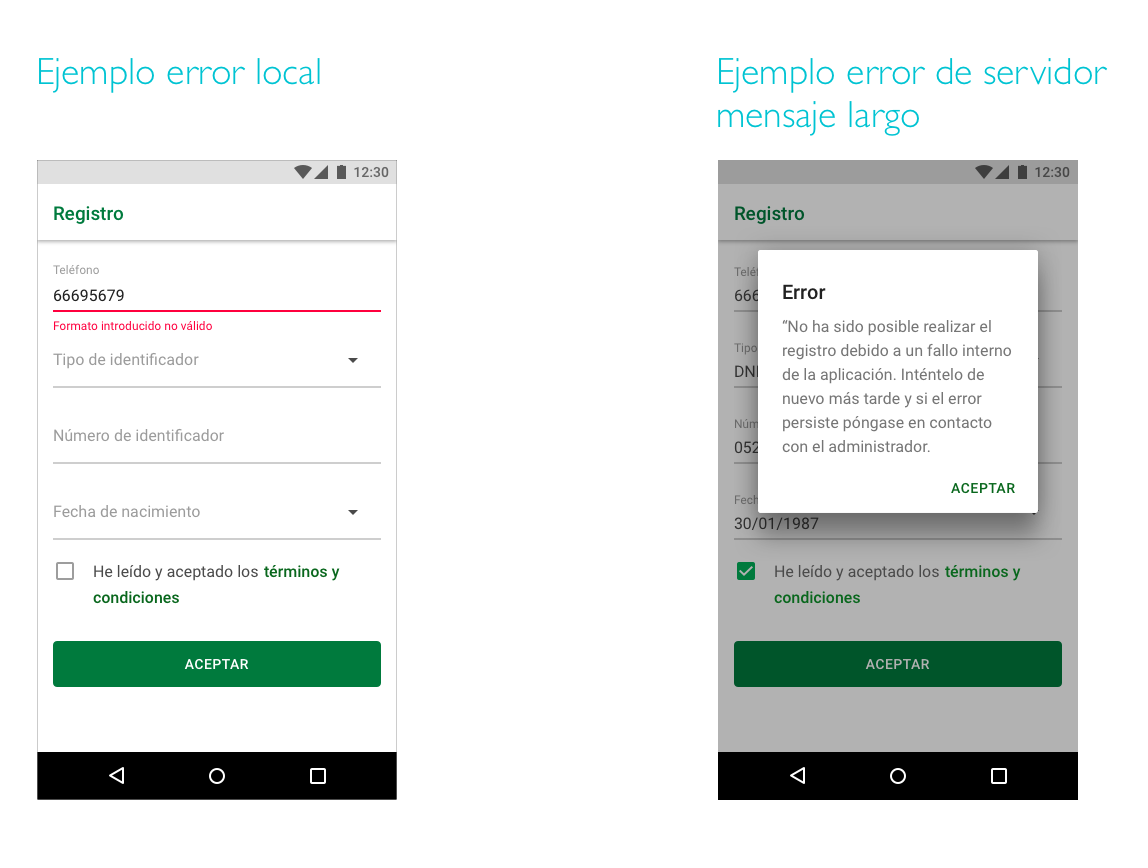 Ejemplo error local
12:30
Registro
Teléfono
66695679
Formato introducido no válido
Tipo de identificador
Número de identificador
Fecha de nacimiento
He leído y aceptado los términos y
condiciones
ACEPTAR
Ejemplo error de servidor
mensaje largo
12:30
Registro
Error
“No ha sido posible realizar el
registro debido a un fallo interno
de la aplicación. Inténtelo de
nuevo más tarde y si el error
persiste póngase en contacto
con el administrador.
ACEPTAR
30/01/1987
He leído y aceptado los términos y
condiciones
ACEPTAR